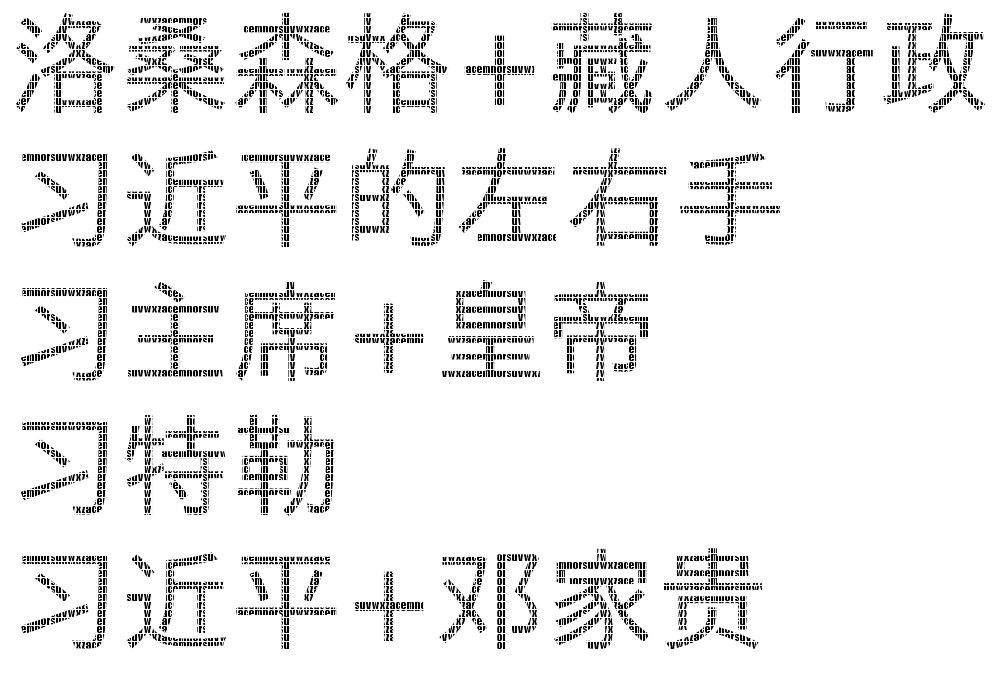 洛桑森格+藏人行政
习近平的左右手
习主席+皇帝
习特勒
习近平+邓家贵